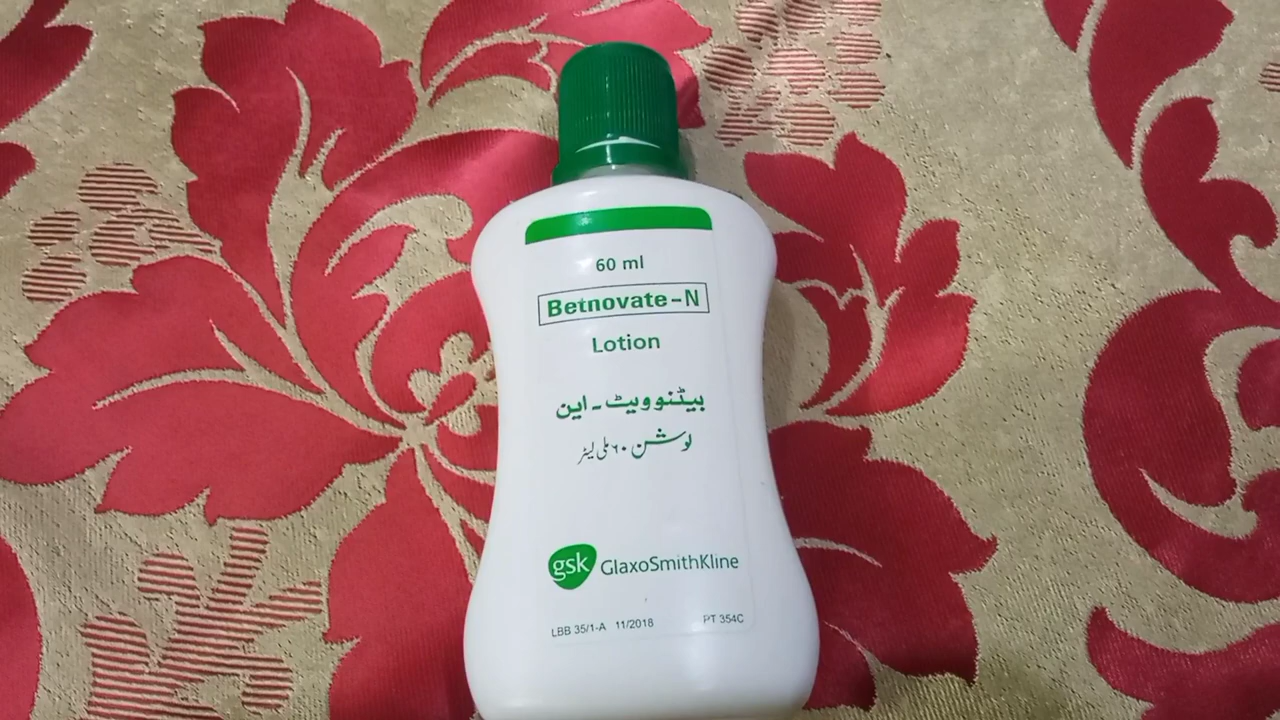 60 ml
Betnovate-N
Lotion
بیٹنوویٹ۔این
لوشن ۶۰ ملی لیٹر
gsk GlaxoSmithKline
LBB 35/1-A 11/2018 PT 354C